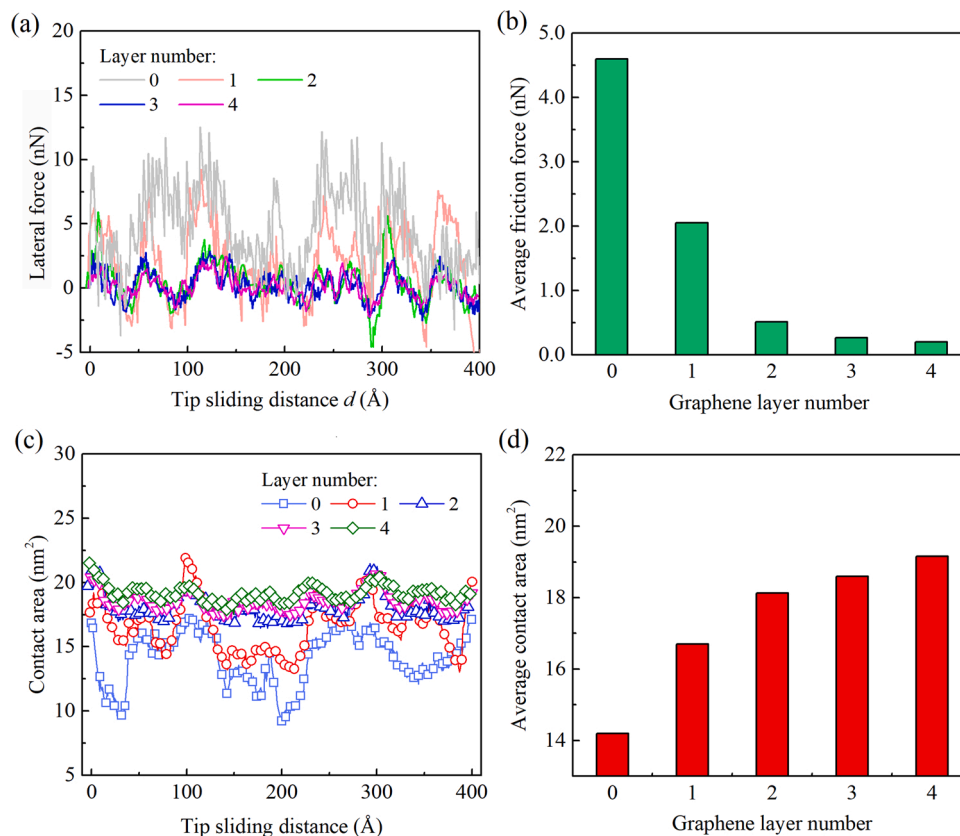 (a)
20
15
10
5
0
-5
Lateral force (nN)
Layer number:
0 1 2
3 4
0 100 200 300 400
Tip sliding distance d (Å)
(b)
5.0
4.0
3.0
2.0
1.0
0.0
Average friction force (nN)
0 1 2 3 4
Graphene layer number
(c)
30
25
20
15
10
5
Contact area (nm²)
Layer number:
0 1 2
3 4
0 100 200 300 400
Tip sliding distance (Å)
(d)
22
20
18
16
14
Average contact area (nm²)
0 1 2 3 4
Graphene layer number